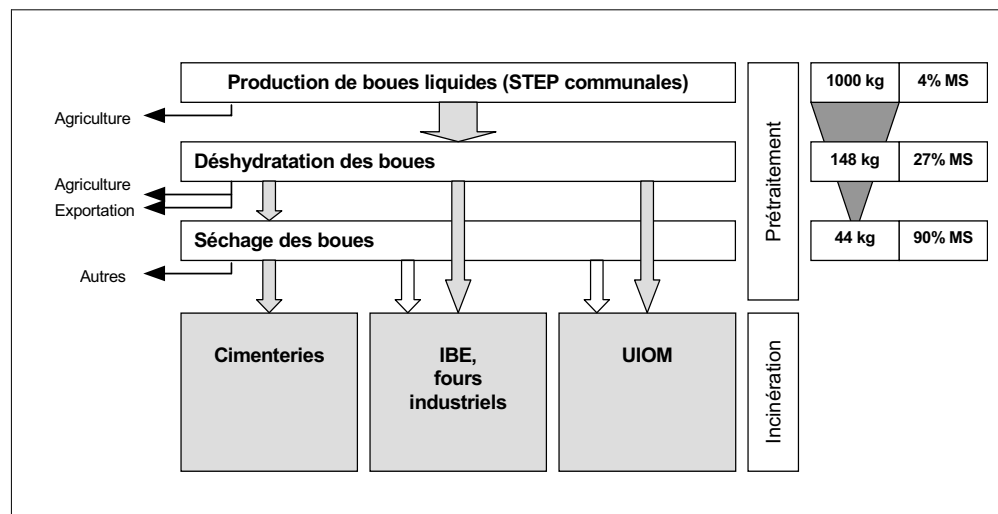 Production de boues liquides (STEP communales)
1000 kg
4% MS
Agriculture
Déshydratation des boues
148 kg
27% MS
Agriculture
Exportation
Séchage des boues
44 kg
90% MS
Autres
Prétraitement
Cimenteries
IBE,
fours
industriels
UIOM
Incinération